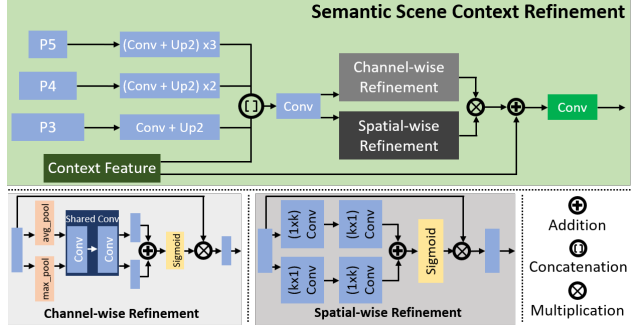 Semantic Scene Context Refinement
P5
(Conv + Up2) x3
P4
(Conv + Up2) x2
P3
Conv + Up2
Context Feature
[ ]
Conv
Channel-wise
Refinement
Spatial-wise
Refinement
Conv
avg_pool
max_pool
Shared Conv
Conv
Conv
Sigmoid
Channel-wise Refinement
(1xk)
Conv
(kx1)
Conv
(kx1)
Conv
(1xk)
Conv
Sigmoid
Spatial-wise Refinement
Addition
[ ]
Concatenation
Multiplication